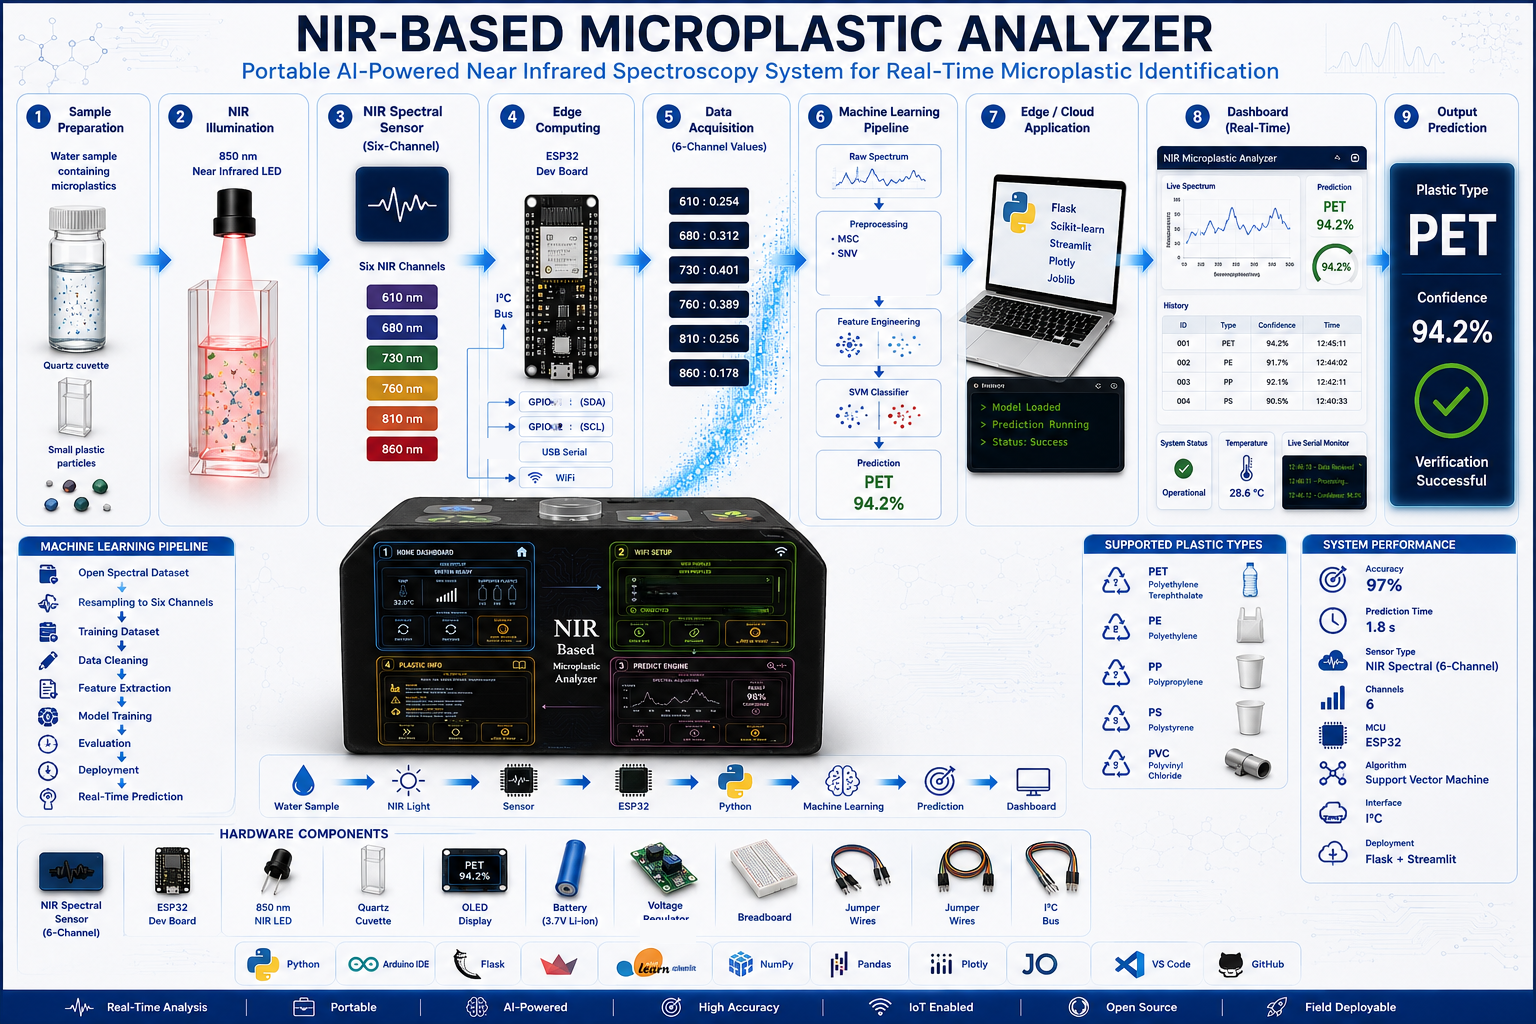 NIR-BASED MICROPLASTIC ANALYZER
Portable AI-Powered Near Infrared Spectroscopy System for Real-Time Microplastic Identification
1 Sample
Preparation
Water sample
containing
microplastics
Quartz cuvette
Small plastic
particles
2 NIR
Illumination
850 nm
Near Infrared LED
3 NIR Spectral
Sensor
(Six-Channel)
Six NIR Channels
610 nm
680 nm
730 nm
760 nm
810 nm
860 nm
4 Edge
Computing
ESP32
Dev Board
I²C
Bus
(SDA)
(SCL)
USB Serial
WiFi
5 Data
Acquisition
(6-Channel Values)
610 : 0.254
680 : 0.312
730 : 0.401
760 : 0.389
810 : 0.256
860 : 0.178
6 Machine Learning
Pipeline
Raw Spectrum
Preprocessing
• MSC
• SNV
Feature Engineering
SVM Classifier
Prediction
PET
94.2%
7 Edge / Cloud
Application
Flask
Scikit-learn
Streamlit
Plotly
Joblib
> Model Loaded
> Prediction Running
> Status: Success
8 Dashboard
(Real-Time)
NIR Microplastic Analyzer
Live Spectrum
Prediction
PET
94.2%
94.2%
History
ID Type Confidence Time
001 PET 94.2% 12:45:11
002 PE 91.7% 12:44:02
003 PP 92.1% 12:42:11
004 PS 90.5% 12:40:33
System Status
Operational
Temperature
28.6 °C
Live Serial Monitor
9 Output
Prediction
Plastic Type
PET
Confidence
94.2%
Verification
Successful
MACHINE LEARNING PIPELINE
Open Spectral Dataset
Resampling to Six Channels
Training Dataset
Data Cleaning
Feature Extraction
Model Training
Evaluation
Deployment
Real-Time Prediction
1 HOME DASHBOARD
32.0°C
2 WIFI SETUP
NIR
Based
Microplastic
Analyzer
4 PLASTIC INFO
3 PREDICT ENGINE
98%
Water Sample
NIR Light
Sensor
ESP32
Python
Machine Learning
Prediction
Dashboard
SUPPORTED PLASTIC TYPES
PET
Polyethylene
Terephthalate
PE
Polyethylene
PP
Polypropylene
PS
Polystyrene
PVC
Polyvinyl
Chloride
SYSTEM PERFORMANCE
Accuracy
97%
Prediction Time
1.8 s
Sensor Type
NIR Spectral (6-Channel)
Channels
6
MCU
ESP32
Algorithm
Support Vector Machine
Interface
I²C
Deployment
Flask + Streamlit
HARDWARE COMPONENTS
NIR Spectral
Sensor
(6-Channel)
ESP32
Dev Board
850 nm
NIR LED
Quartz
Cuvette
PET
94.2%
OLED
Display
Battery
(3.7V Li-ion)
Voltage
Regulator
Breadboard
Jumper
Wires
Jumper
Wires
I²C
Bus
Python
Arduino IDE
Flask
learn
NumPy
Pandas
Plotly
JO
VS Code
GitHub
Real-Time Analysis
Portable
AI-Powered
High Accuracy
IoT Enabled
Open Source
Field Deployable